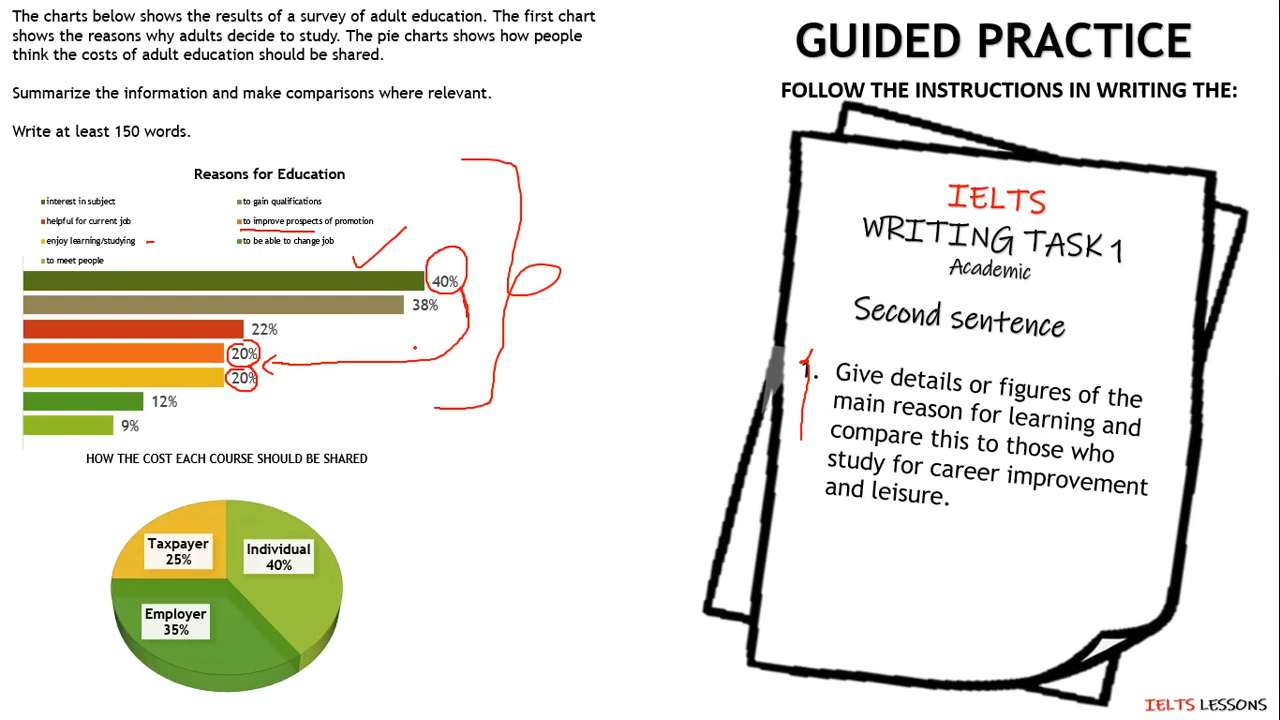 The charts below shows the results of a survey of adult education. The first chart
shows the reasons why adults decide to study. The pie charts shows how people
think the costs of adult education should be shared.
Summarize the information and make comparisons where relevant.
Write at least 150 words.
Reasons for Education
interest in subject
to gain qualifications
helpful for current job
to improve prospects of promotion
enjoy learning/studying
to be able to change job
to meet people
40%
38%
22%
20%
20%
12%
9%
HOW THE COST EACH COURSE SHOULD BE SHARED
Taxpayer
25%
Individual
40%
Employer
35%
GUIDED PRACTICE
FOLLOW THE INSTRUCTIONS IN WRITING THE:
IELTS
WRITING TASK 1
Academic
Second sentence
1. Give details or figures of the
main reason for learning and
compare this to those who
study for career improvement
and leisure.
IELTS LESSONS